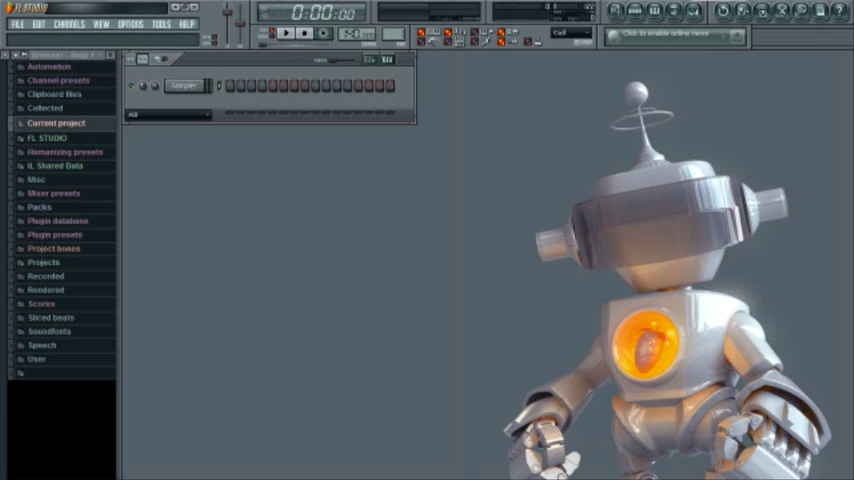 FL STUDIO
FILE EDIT CHANNELS VIEW OPTIONS TOOLS HELP
0:00:00
Cell
Click to enable online news
Automation
Channel presets
Clipboard files
Collected
Current project
FL STUDIO
Humanizing presets
IL Shared Data
Misc
Mixer presets
Packs
Plugin database
Plugin presets
Project bones
Projects
Recorded
Rendered
Scores
Sliced beats
Soundfonts
Speech
User
Sampler
All